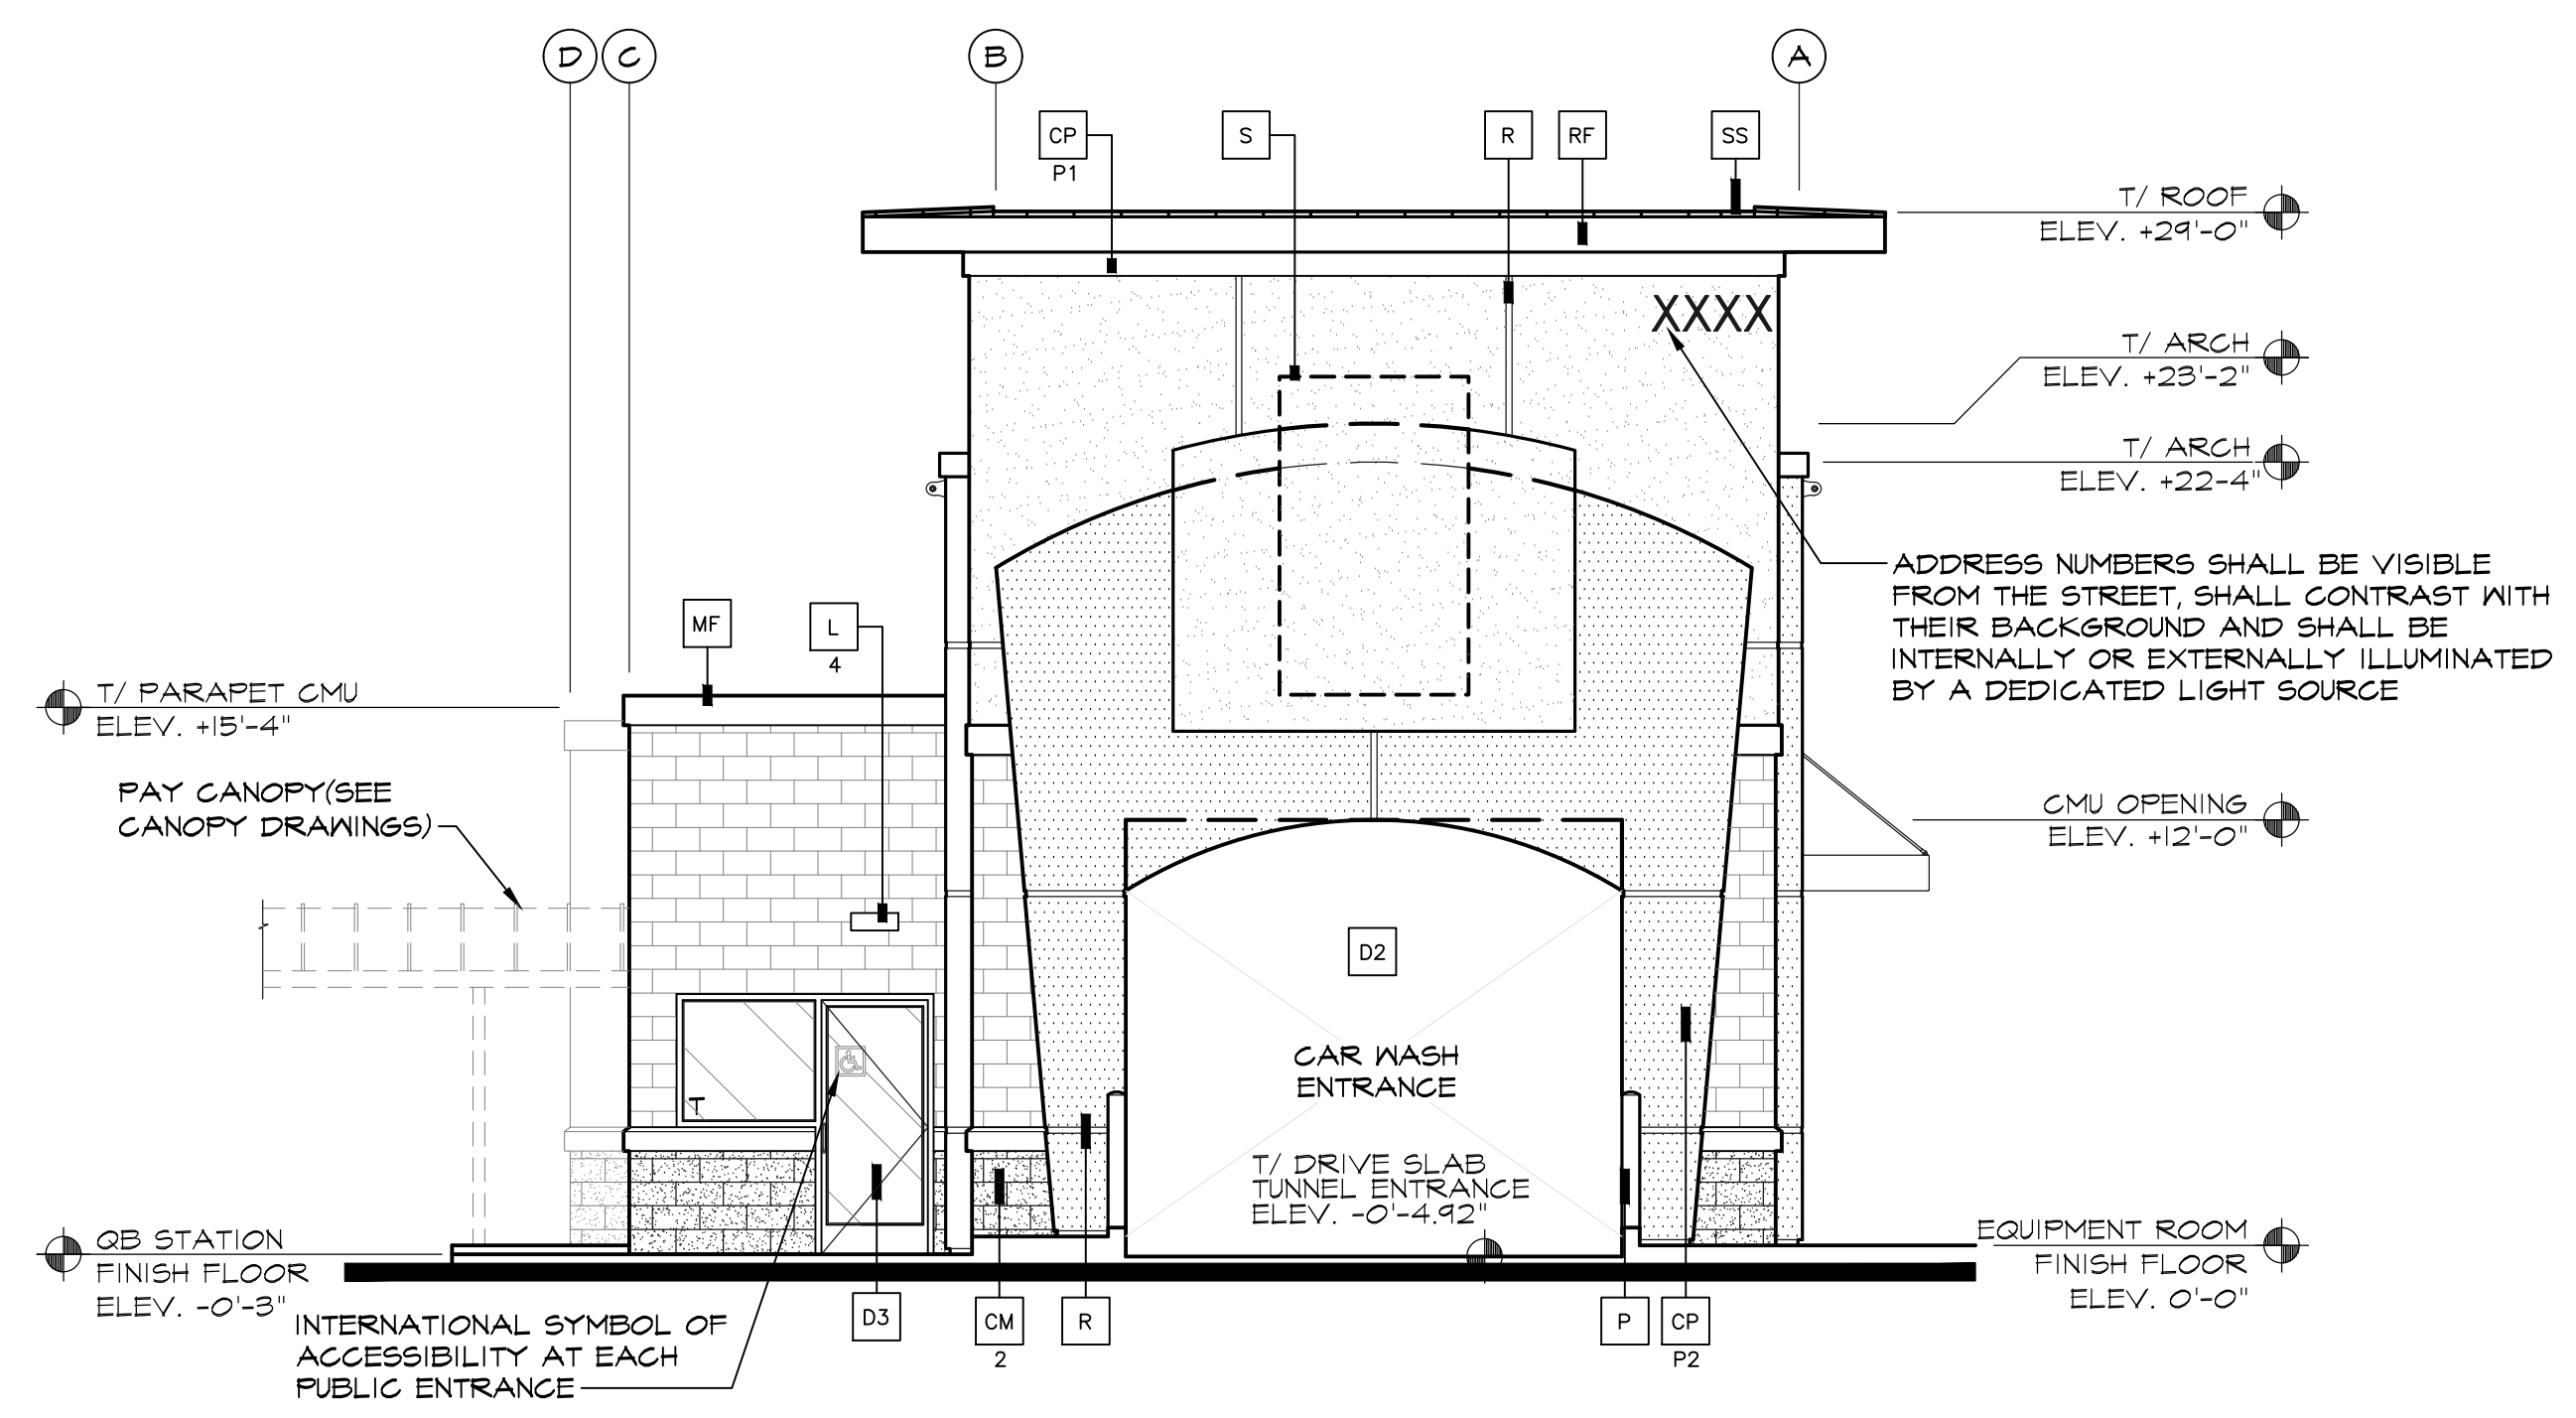 D
C
B
A
CP
P1
S
R
RF
SS
T/ ROOF
ELEV. +29'-0"
XXXX
T/ ARCH
ELEV. +23'-2"
T/ ARCH
ELEV. +22-4"
ADDRESS NUMBERS SHALL BE VISIBLE
FROM THE STREET, SHALL CONTRAST WITH
THEIR BACKGROUND AND SHALL BE
INTERNALLY OR EXTERNALLY ILLUMINATED
BY A DEDICATED LIGHT SOURCE
MF
L
4
T/ PARAPET CMU
ELEV. +15'-4"
PAY CANOPY(SEE
CANOPY DRAWINGS)
CMU OPENING
ELEV. +12'-0"
D2
CAR WASH
ENTRANCE
T
T/ DRIVE SLAB
TUNNEL ENTRANCE
ELEV. -0'-4.92"
QB STATION
FINISH FLOOR
ELEV. -0'-3"
EQUIPMENT ROOM
FINISH FLOOR
ELEV. 0'-0"
INTERNATIONAL SYMBOL OF
ACCESSIBILITY AT EACH
PUBLIC ENTRANCE
D3
CM
2
R
P
CP
P2